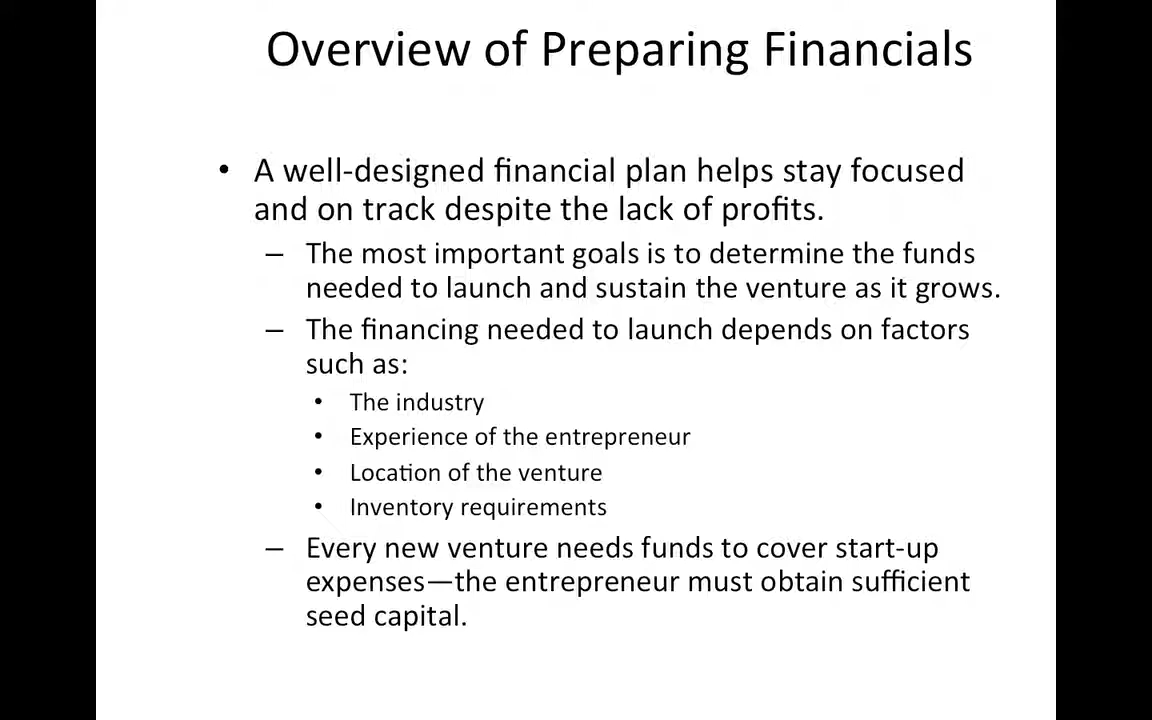 Overview of Preparing Financials
• A well-designed financial plan helps stay focused
and on track despite the lack of profits.
– The most important goals is to determine the funds
needed to launch and sustain the venture as it grows.
– The financing needed to launch depends on factors
such as:
• The industry
• Experience of the entrepreneur
• Location of the venture
• Inventory requirements
– Every new venture needs funds to cover start-up
expenses—the entrepreneur must obtain sufficient
seed capital.